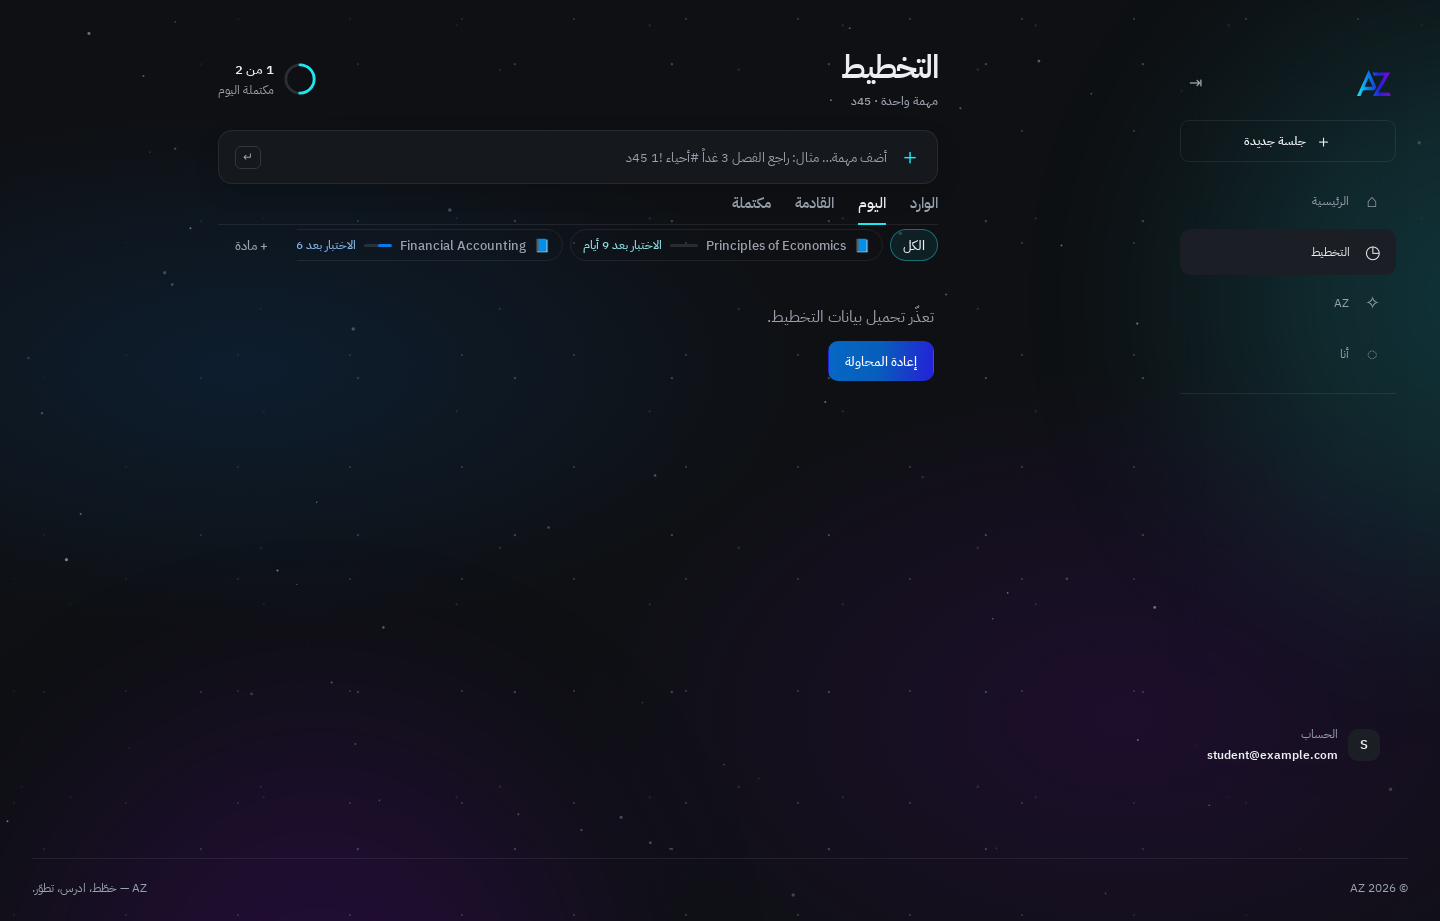 AZ
جلسة جديدة
الرئيسية
التخطيط
AZ
أنا
الحساب
student@example.com
S
التخطيط
مهمة واحدة · 45د
1 من 2
مكتملة اليوم
أضف مهمة... مثال: راجع الفصل 3 غداً #أحياء !1 45د
الوارد
اليوم
القادمة
مكتملة
الكل
Principles of Economics الاختبار بعد 9 أيام
Financial Accounting الاختبار بعد 6
+ مادة
تعذّر تحميل بيانات التخطيط.
إعادة المحاولة
© 2026 AZ
AZ — خطّط، ادرس، تطوّر.